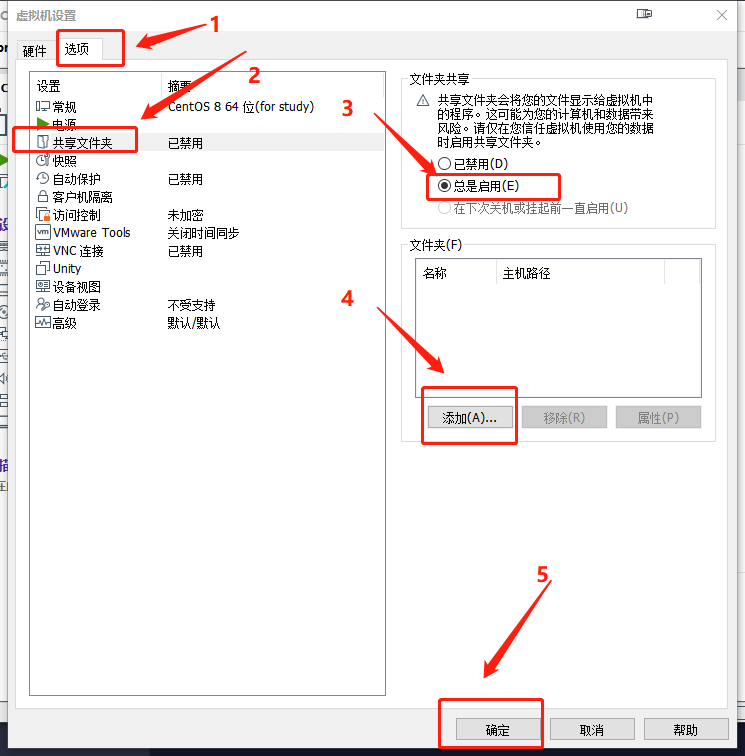 虚拟机设置
1
硬件 选项
2
设置 摘要
常规 CentOS 8 64 位(for study)
电源
共享文件夹 已禁用
快照
自动保护 已禁用
客户机隔离
访问控制 未加密
VMware Tools 关闭时间同步
VNC 连接 已禁用
Unity
设备视图
自动登录 不受支持
高级 默认/默认
文件夹共享
3
共享文件夹会将您的文件显示给虚拟机中
的程序。这可能为您的计算机和数据带来
风险。请仅在您信任虚拟机使用您的数据
时启用共享文件夹。
已禁用(D)
总是启用(E)
在下次关机或挂起前一直启用(U)
文件夹(F)
名称 主机路径
4
添加(A)... 移除(R) 属性(P)
5
确定 取消 帮助